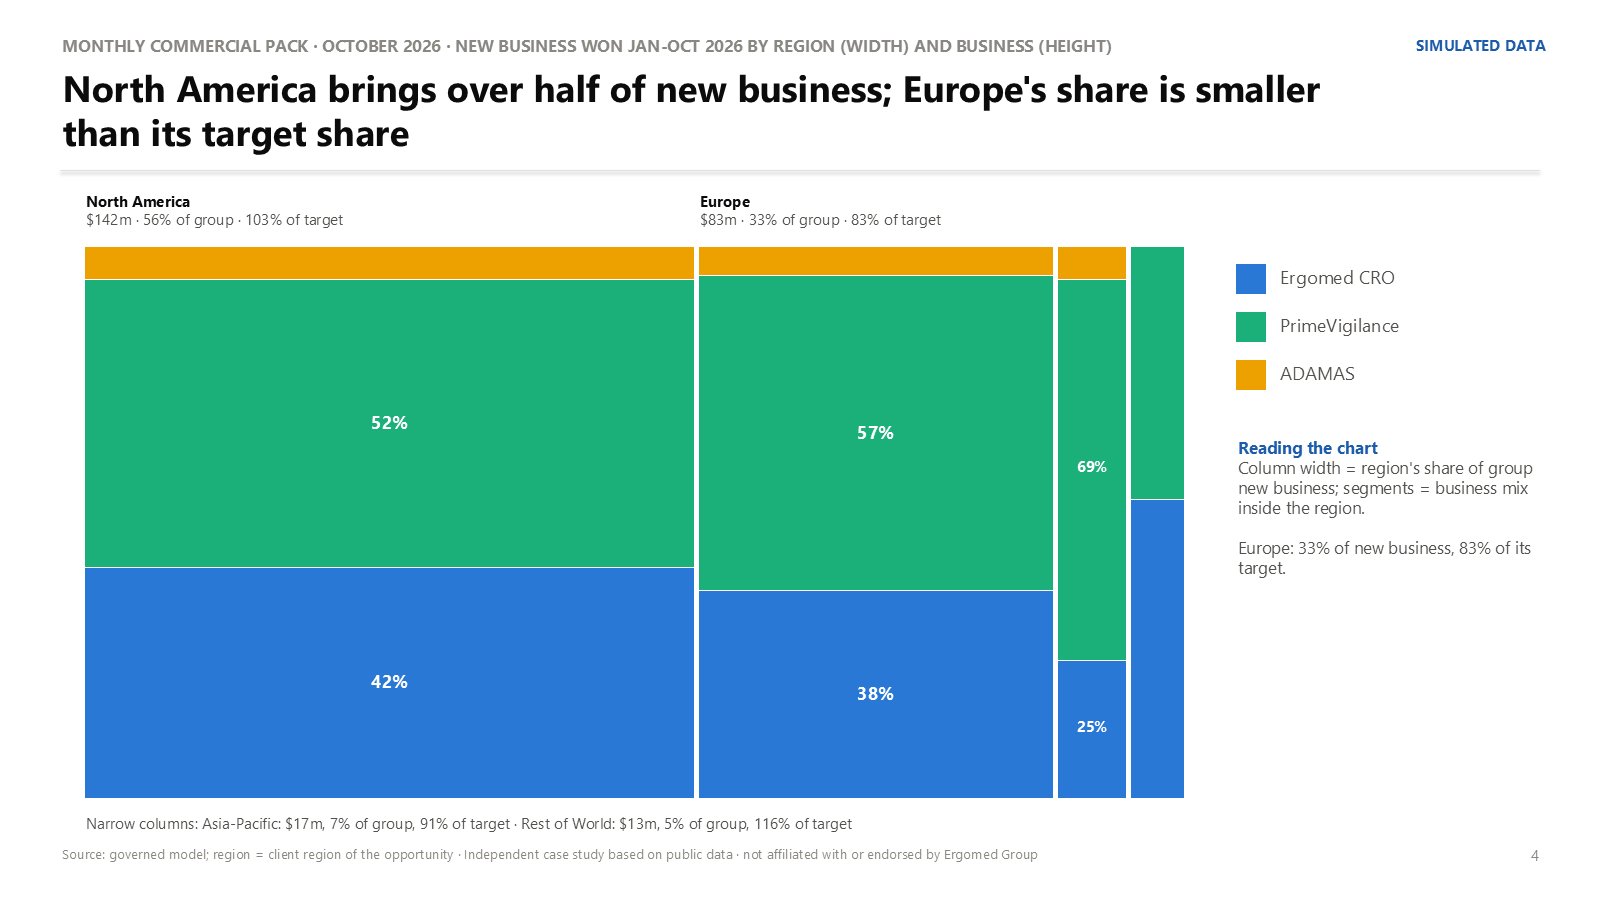 MONTHLY COMMERCIAL PACK · OCTOBER 2026 · NEW BUSINESS WON JAN-OCT 2026 BY REGION (WIDTH) AND BUSINESS (HEIGHT)
SIMULATED DATA
North America brings over half of new business; Europe's share is smaller
than its target share
North America
$142m · 56% of group · 103% of target
Europe
$83m · 33% of group · 83% of target
52%
42%
57%
38%
69%
25%
Ergomed CRO
PrimeVigilance
ADAMAS
Reading the chart
Column width = region's share of group
new business; segments = business mix
inside the region.
Europe: 33% of new business, 83% of its
target.
Narrow columns: Asia-Pacific: $17m, 7% of group, 91% of target · Rest of World: $13m, 5% of group, 116% of target
Source: governed model; region = client region of the opportunity · Independent case study based on public data · not affiliated with or endorsed by Ergomed Group
4